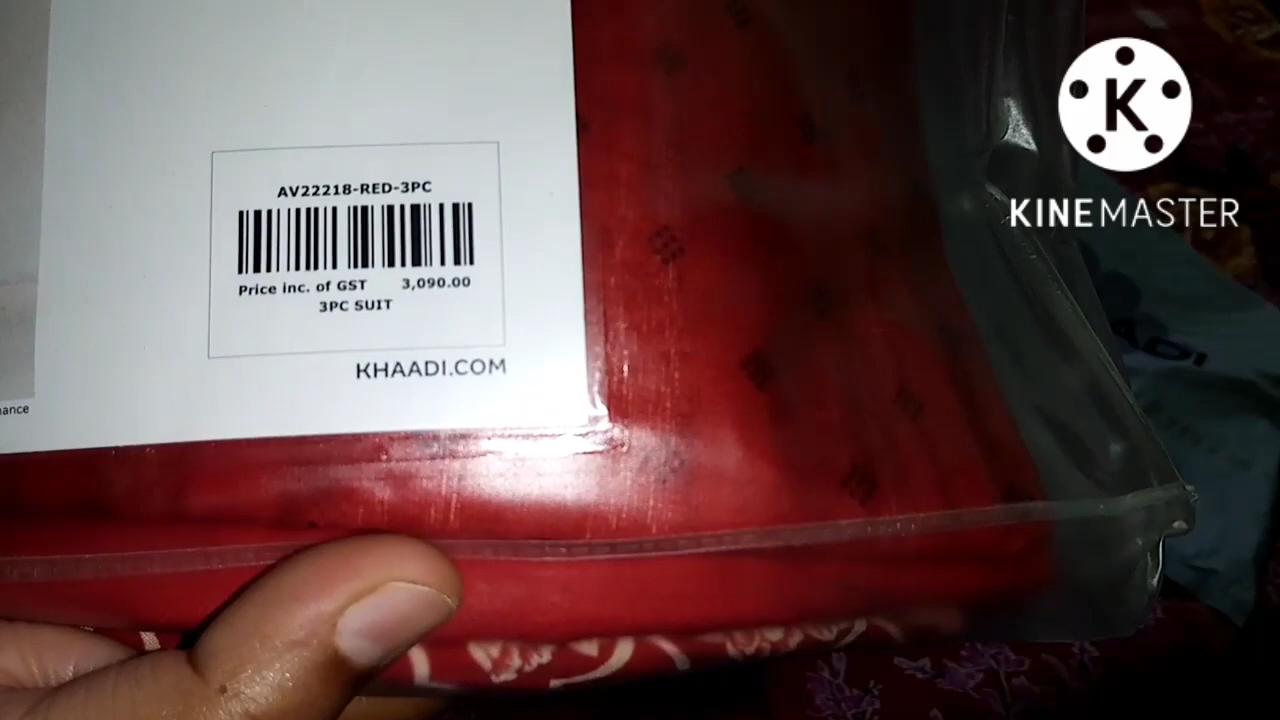 AV22218-RED-3PC
Price inc. of GST 3,090.00
3PC SUIT
KHAADI.COM
K
KINEMASTER